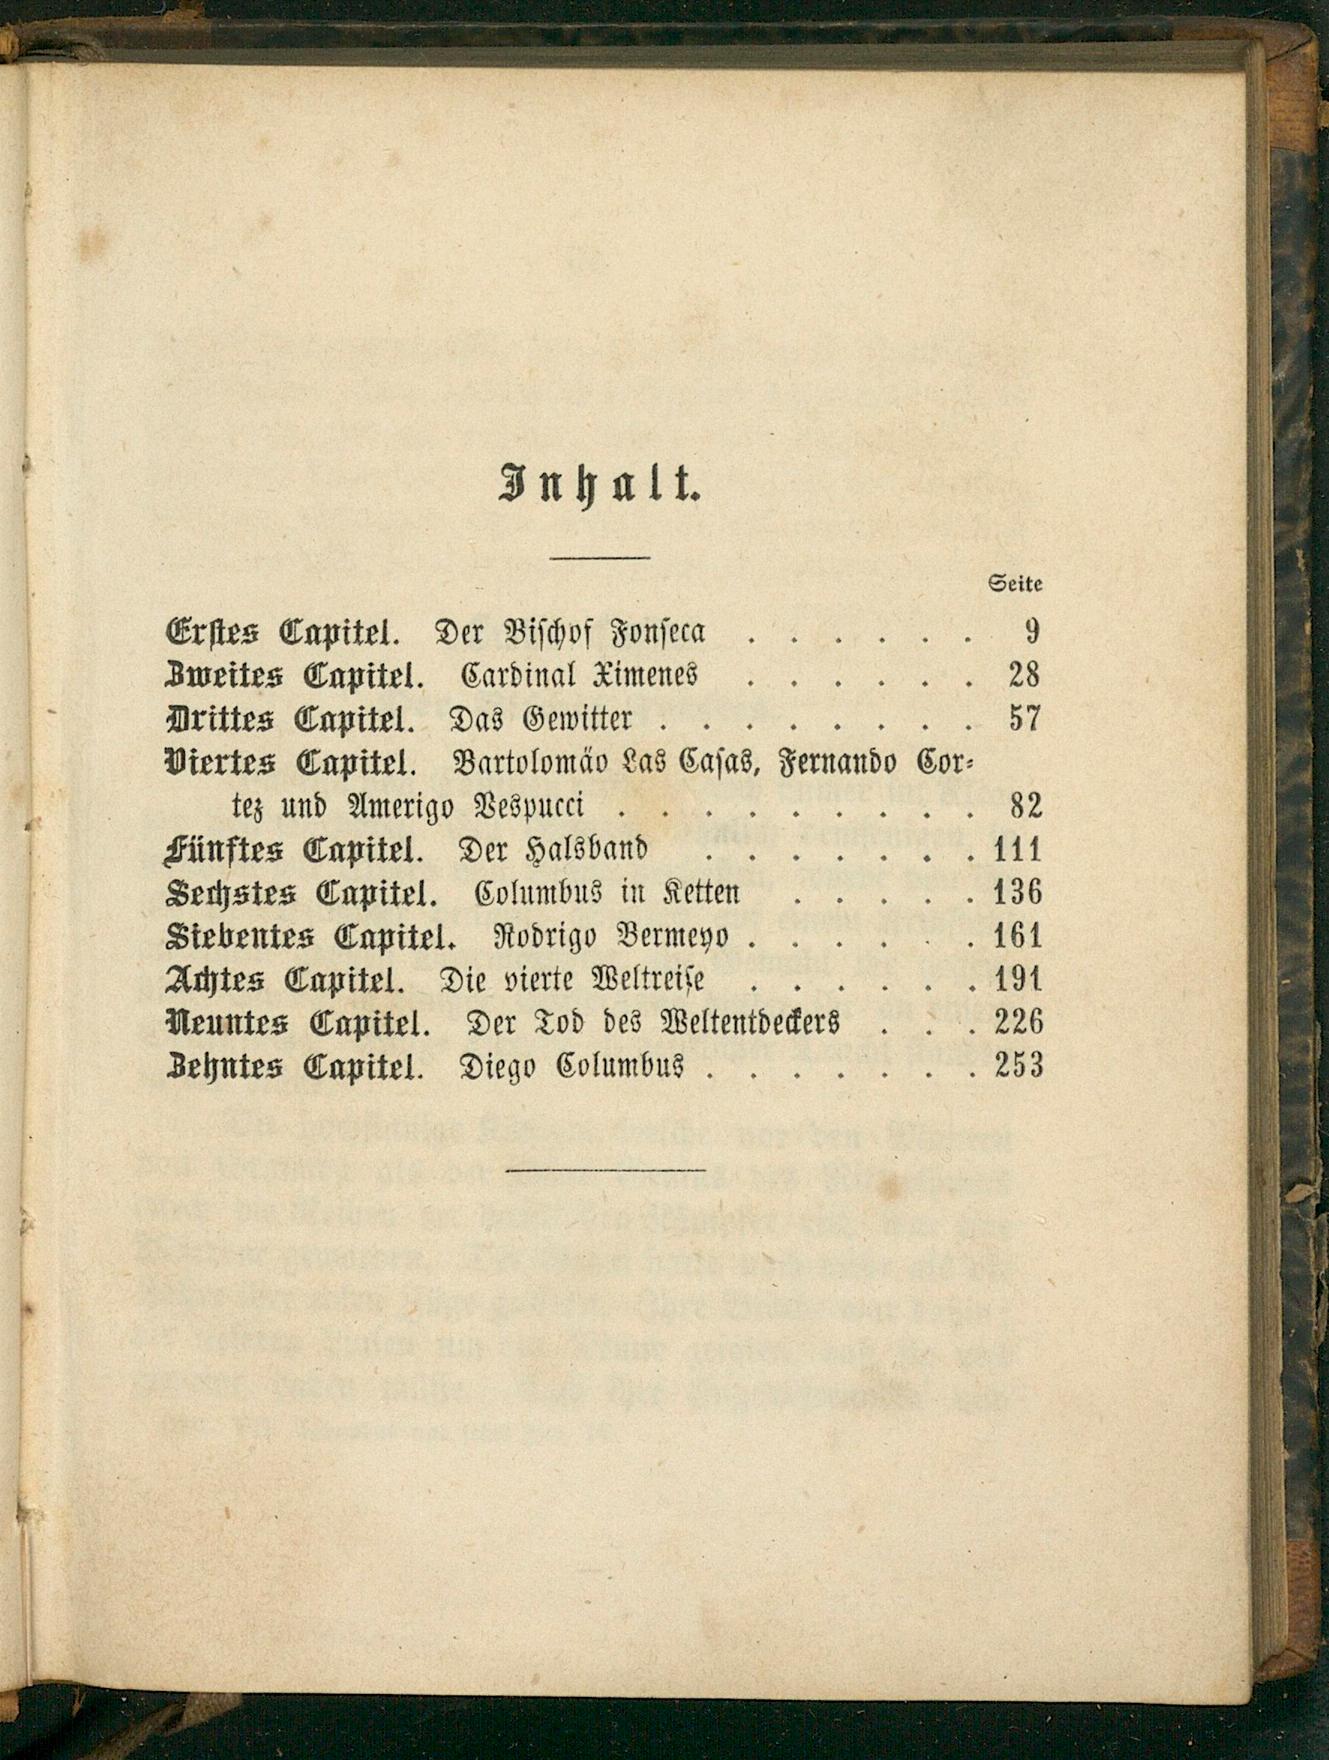 Inhalt.
Seite
Erstes Capitel. Der Bischof Fonseca . . . . . . 9
Zweites Capitel. Cardinal Ximenes . . . . . . 28
Drittes Capitel. Das Gewitter . . . . . . . . 57
Viertes Capitel. Bartolomäo Las Casas, Fernando Cor-
tez und Amerigo Vespucci . . . . . . . . . 82
Fünftes Capitel. Der Halsband . . . . . . . 111
Sechstes Capitel. Columbus in Ketten . . . . . 136
Siebentes Capitel. Rodrigo Bermeyo . . . . . . 161
Achtes Capitel. Die vierte Weltreise . . . . . . 191
Neuntes Capitel. Der Tod des Weltentdeckers . . . 226
Zehntes Capitel. Diego Columbus . . . . . . . 253